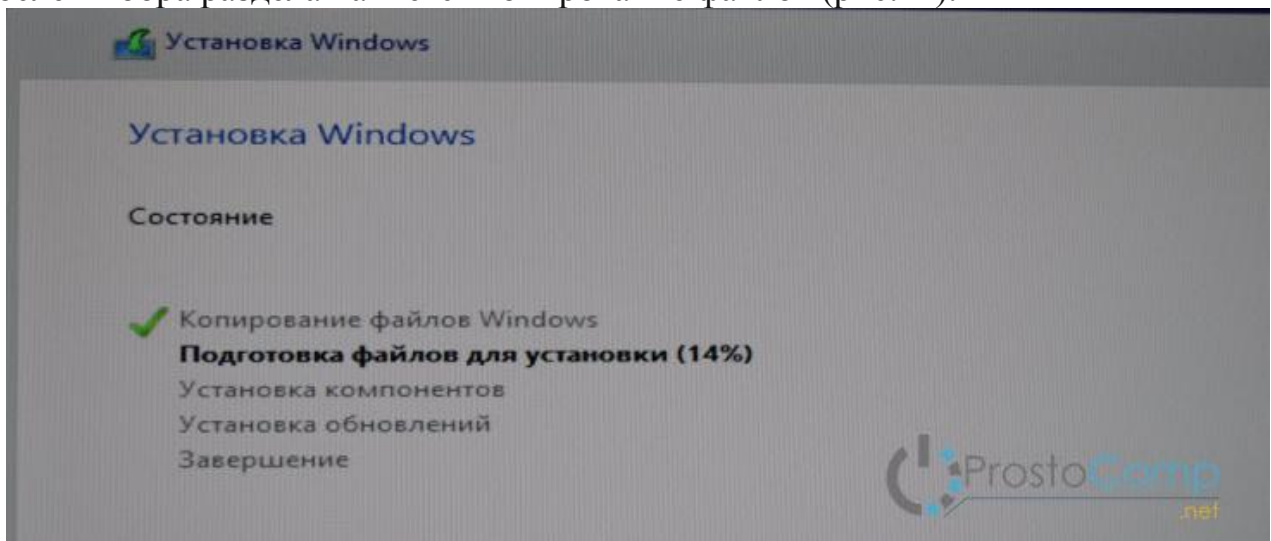 Установка Windows
Установка Windows
Состояние
Копирование файлов Windows
Подготовка файлов для установки (14%)
Установка компонентов
Установка обновлений
Завершение
ProstoComp
.net